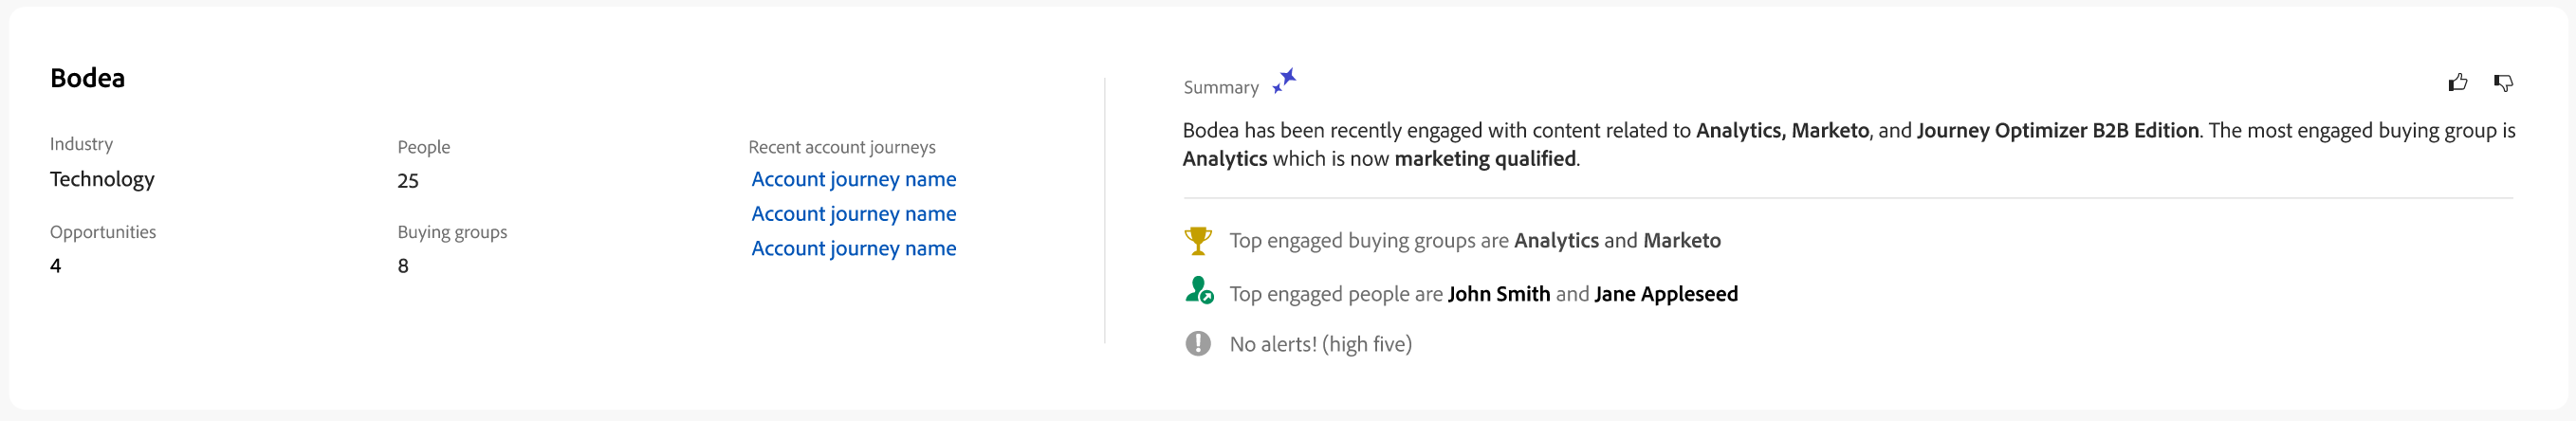 Bodea
Industry
Technology
Opportunities
4
People
25
Buying groups
8
Recent account journeys
Account journey name
Account journey name
Account journey name
Summary
Bodea has been recently engaged with content related to Analytics, Marketo, and Journey Optimizer B2B Edition. The most engaged buying group is
Analytics which is now marketing qualified.
Top engaged buying groups are Analytics and Marketo
Top engaged people are John Smith and Jane Appleseed
No alerts! (high five)